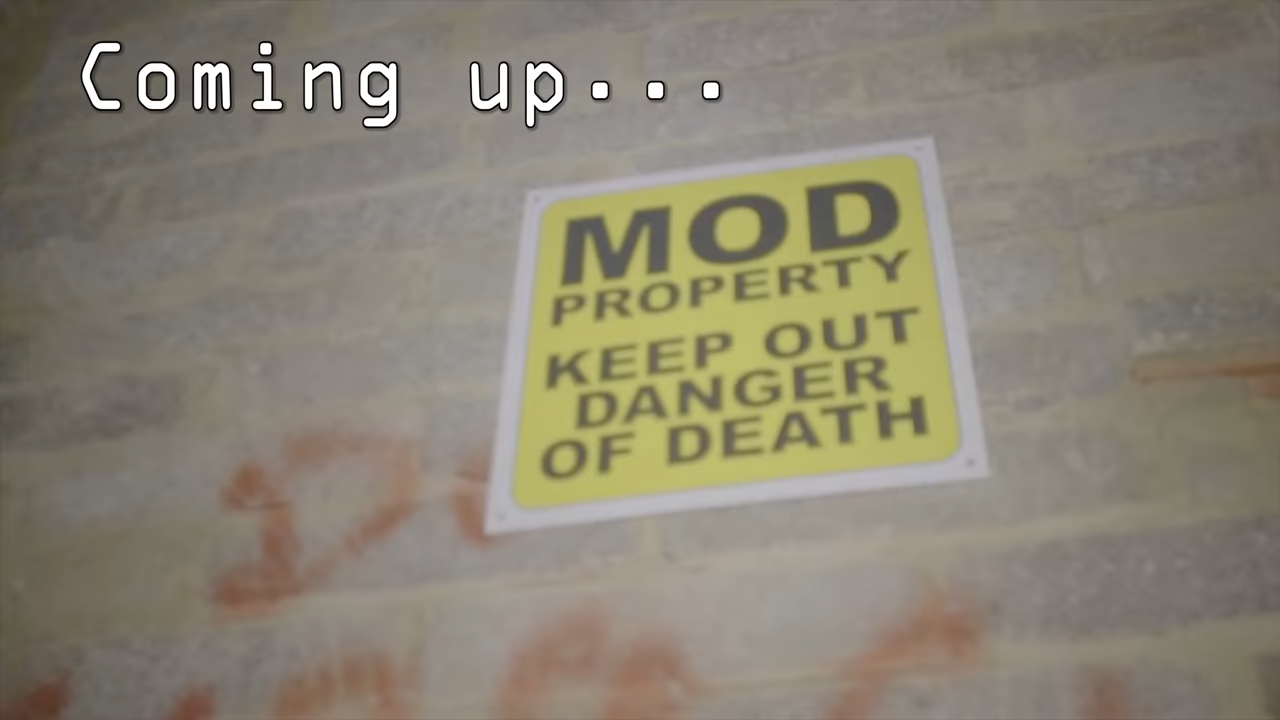 Coming up...
MOD
PROPERTY
KEEP OUT
DANGER
OF DEATH